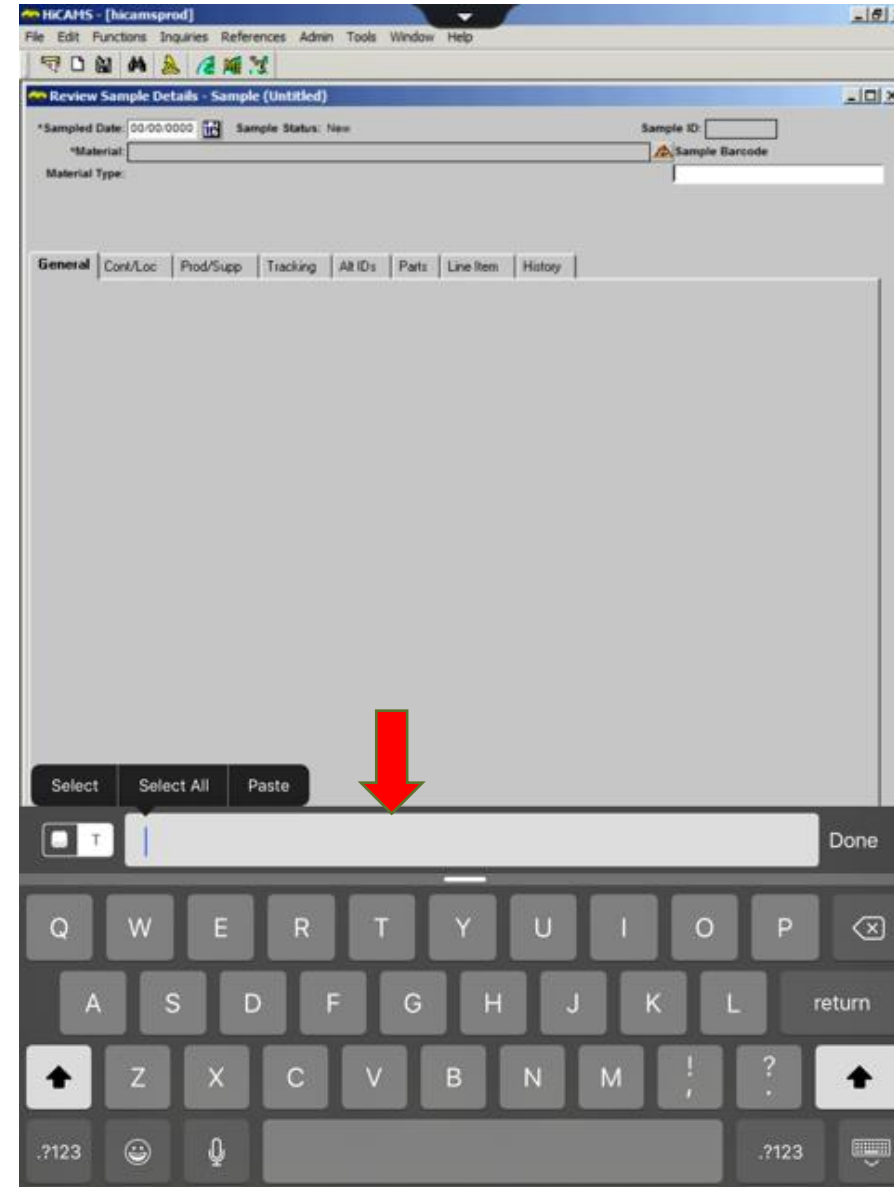 HiCAMS - [hicamsprod]
File Edit Functions Inquiries References Admin Tools Window Help
Review Sample Details - Sample (Untitled)
*Sampled Date: 00/00/0000 Sample Status: New Sample ID:
*Material: Sample Barcode
Material Type:
General Cont/Loc Prod/Supp Tracking Alt IDs Parts Line Item History
Select Select All Paste
T Done
Q W E R T Y U I O P
A S D F G H J K L return
Z X C V B N M ! , ? .
.?123 .?123